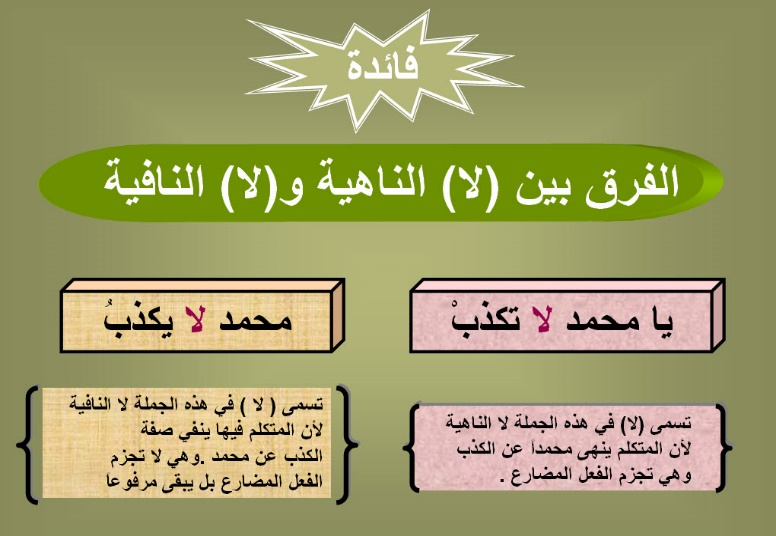 فائدة
الفرق بين (لا) الناهية و(لا) النافية
يا محمد لا تكذبْ
محمد لا يكذبُ
تسمى (لا) في هذه الجملة لا الناهية
لأن المتكلم ينهى محمداً عن الكذب
وهي تجزم الفعل المضارع .
تسمى ( لا ) في هذه الجملة لا النافية
لأن المتكلم فيها ينفي صفة
الكذب عن محمد .وهي لا تجزم
الفعل المضارع بل يبقى مرفوعا